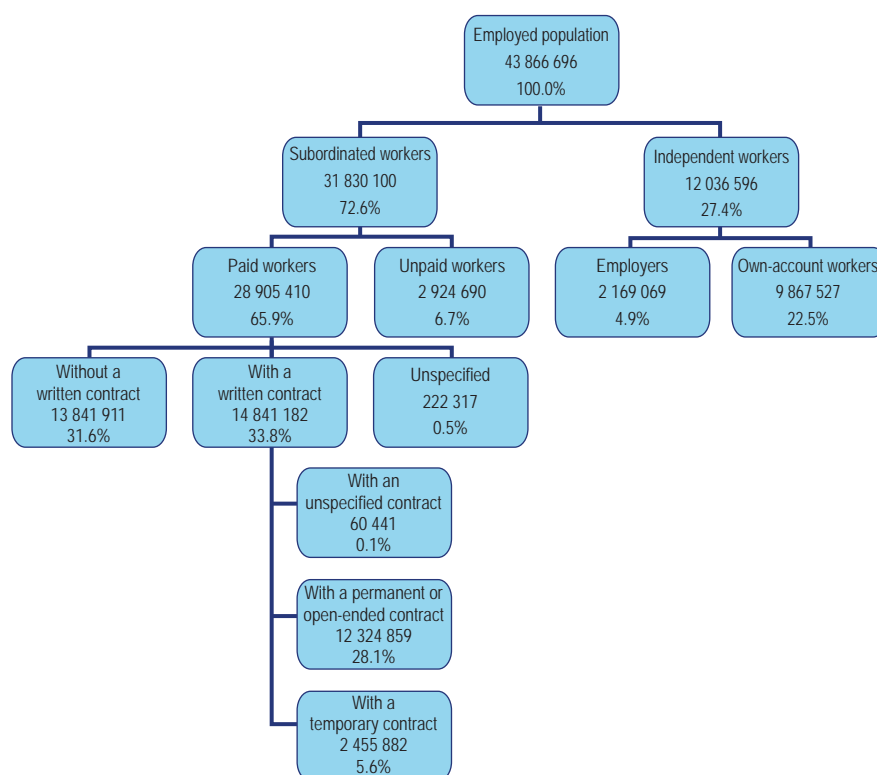 Employed population
43 866 696
100.0%
Subordinated workers
31 830 100
72.6%
Independent workers
12 036 596
27.4%
Paid workers
28 905 410
65.9%
Unpaid workers
2 924 690
6.7%
Employers
2 169 069
4.9%
Own-account workers
9 867 527
22.5%
Without a
written contract
13 841 911
31.6%
With a
written contract
14 841 182
33.8%
Unspecified
222 317
0.5%
With an
unspecified contract
60 441
0.1%
With a permanent or
open-ended contract
12 324 859
28.1%
With a
temporary contract
2 455 882
5.6%